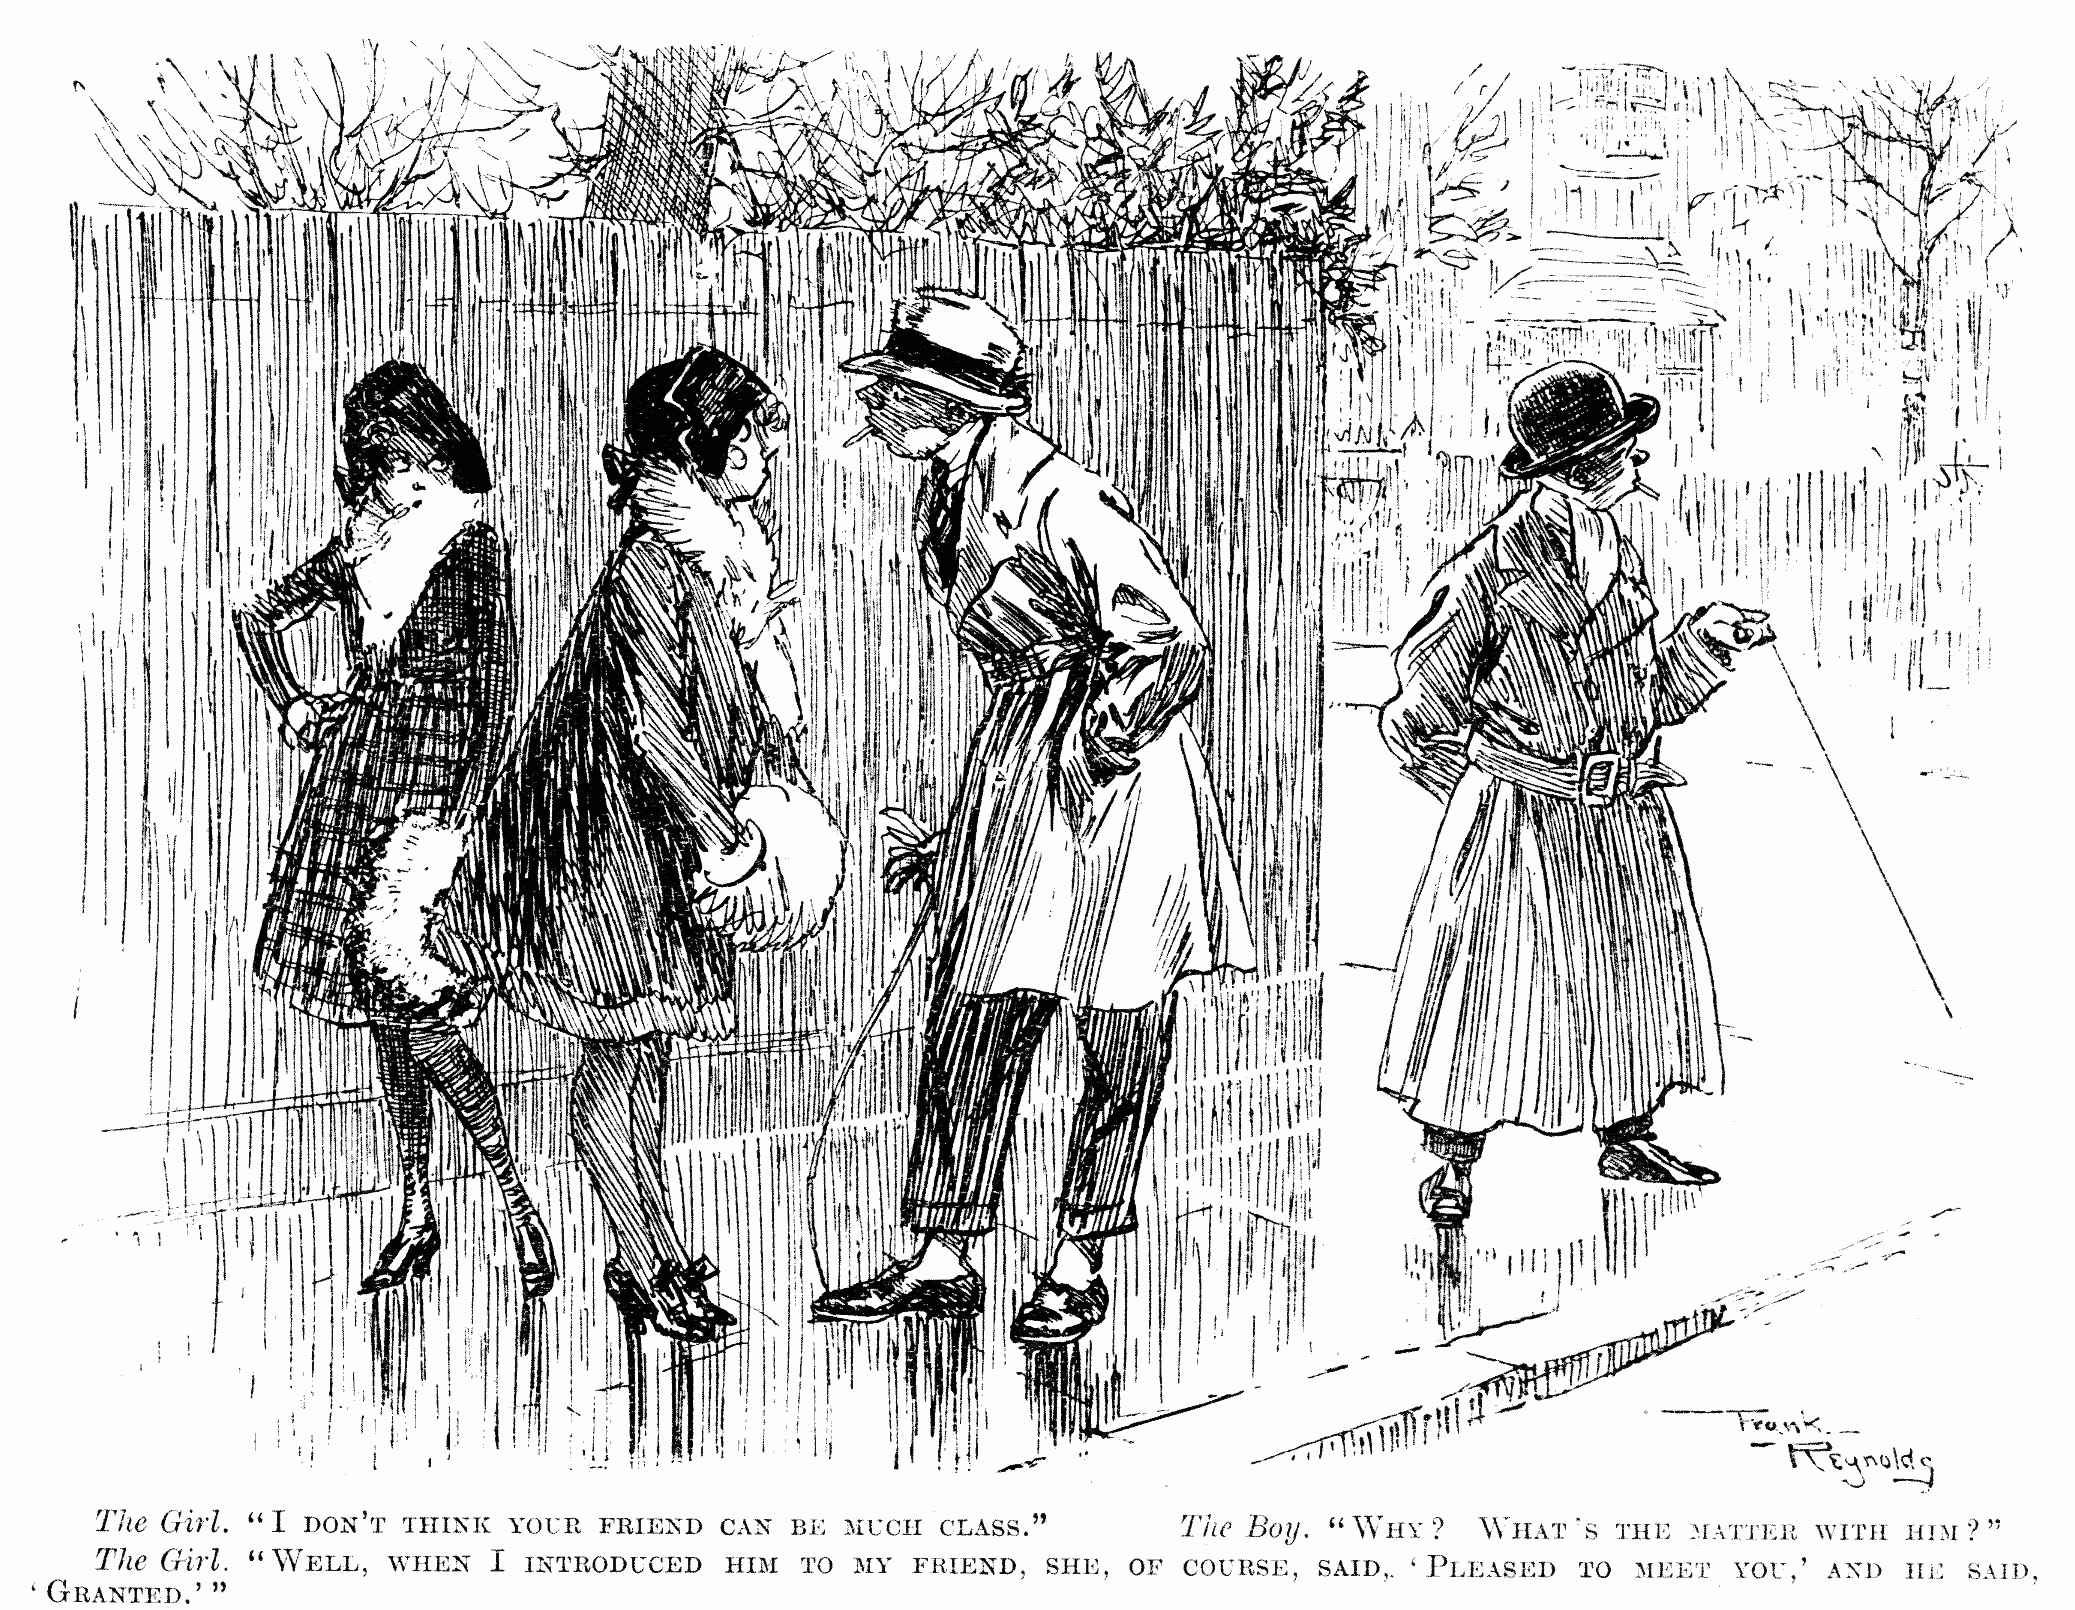 Frank
Reynolds
The Girl. "I DON'T THINK YOUR FRIEND CAN BE MUCH CLASS." The Boy. "WHY? WHAT'S THE MATTER WITH HIM?"
The Girl. "WELL, WHEN I INTRODUCED HIM TO MY FRIEND, SHE, OF COURSE, SAID, 'PLEASED TO MEET YOU,' AND HE SAID,
'GRANTED.'"